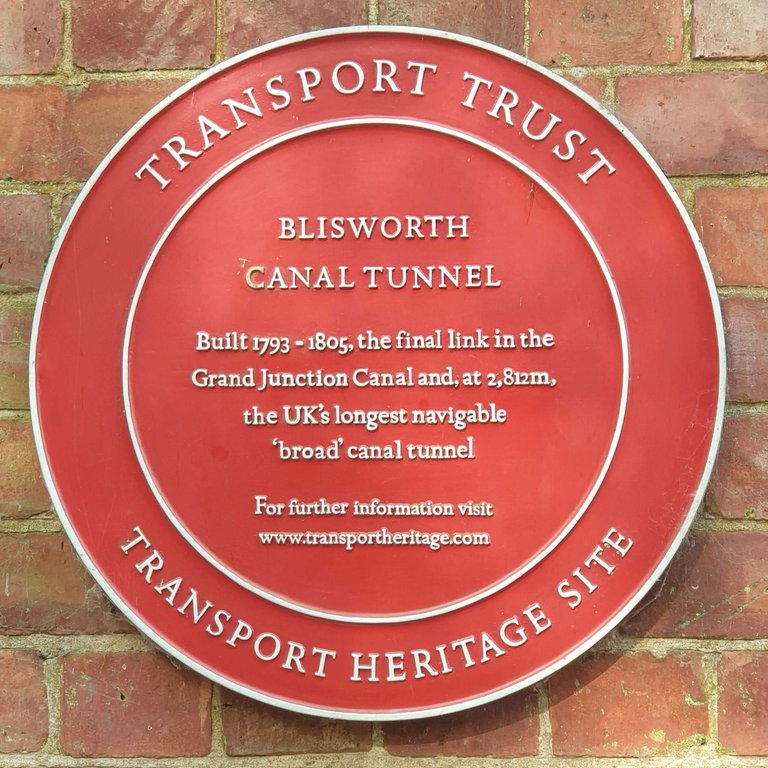 TRANSPORT TRUST
BLISWORTH
CANAL TUNNEL
Built 1793 - 1805, the final link in the
Grand Junction Canal and, at 2,812m,
the UK's longest navigable
'broad' canal tunnel
For further information visit
www.transportheritage.com
TRANSPORT HERITAGE SITE